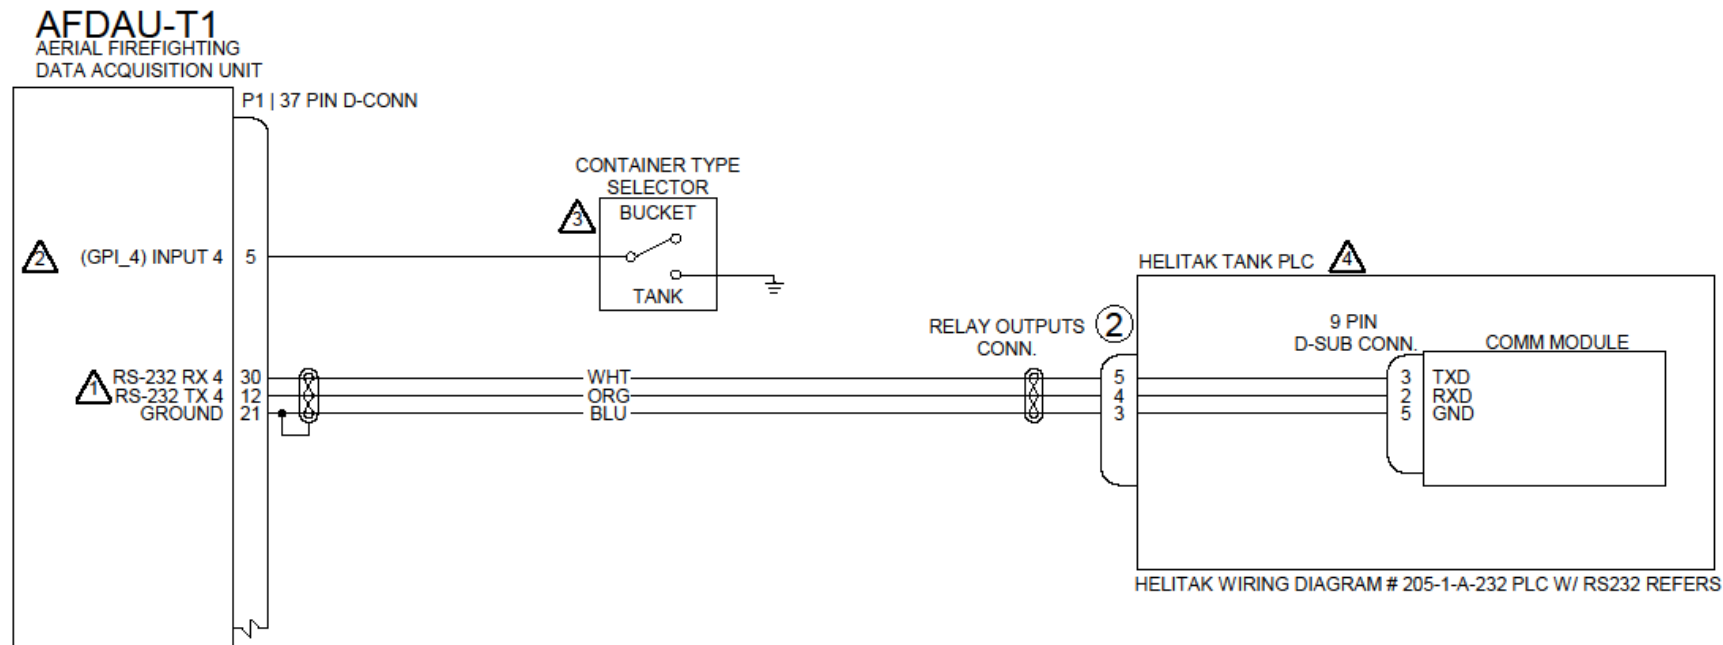 AFDAU-T1
AERIAL FIREFIGHTING
DATA ACQUISITION UNIT
P1 | 37 PIN D-CONN
CONTAINER TYPE
SELECTOR
3
BUCKET
2
(GPI_4) INPUT 4
5
TANK
HELITAK TANK PLC
4
RELAY OUTPUTS
CONN.
2
9 PIN
D-SUB CONN.
COMM MODULE
1
RS-232 RX 4 30 WHT 5 3 TXD
RS-232 TX 4 12 ORG 4 2 RXD
GROUND 21 BLU 3 5 GND
HELITAK WIRING DIAGRAM # 205-1-A-232 PLC W/ RS232 REFERS